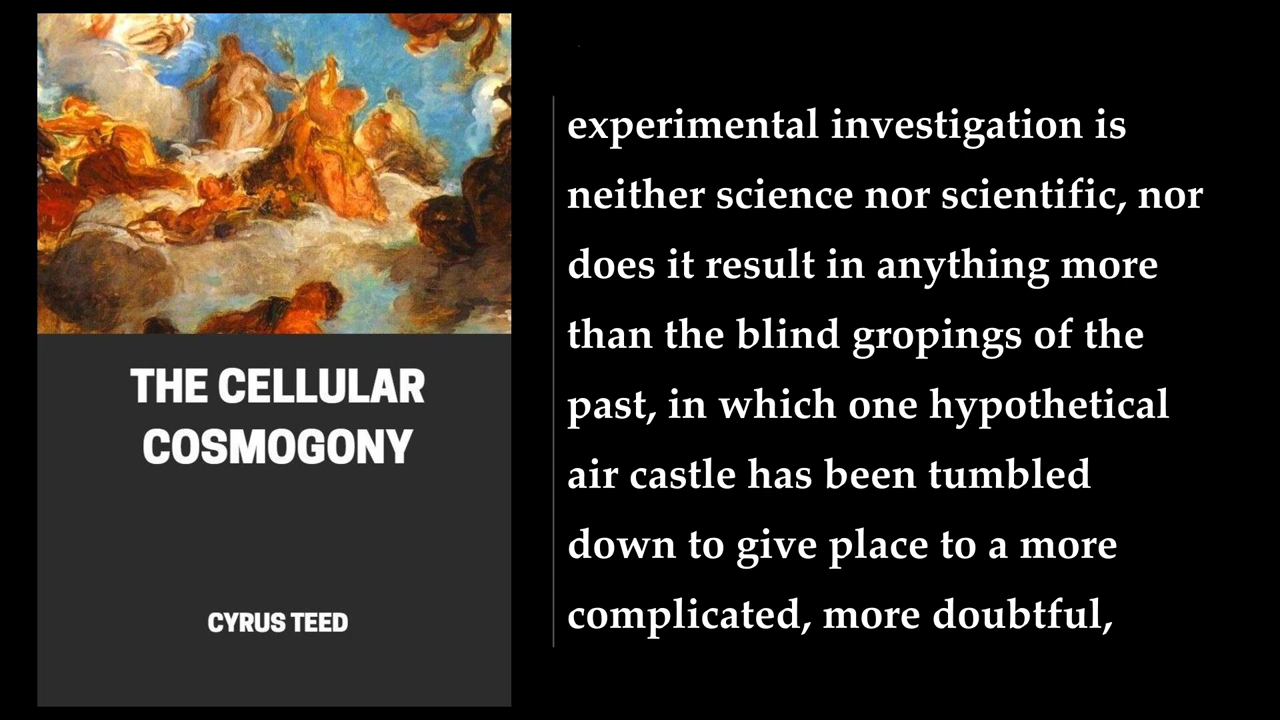 THE CELLULAR
COSMOGONY
CYRUS TEED
experimental investigation is
neither science nor scientific, nor
does it result in anything more
than the blind gropings of the
past, in which one hypothetical
air castle has been tumbled
down to give place to a more
complicated, more doubtful,